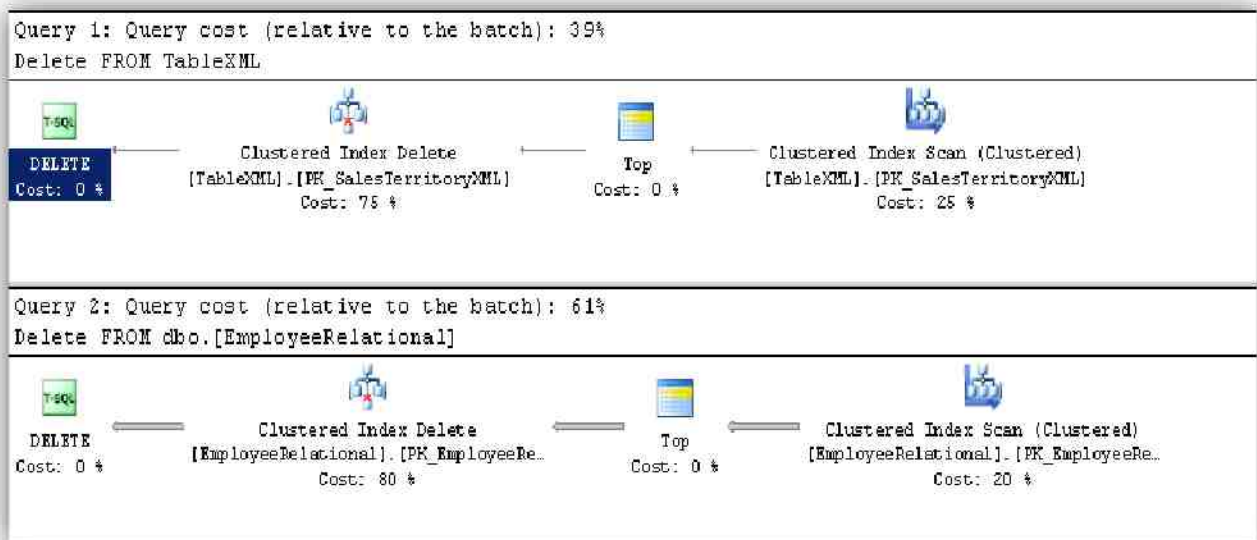 Query 1: Query cost (relative to the batch): 39%
Delete FROM TableXML
T-SQL
DELETE
Cost: 0 %
Clustered Index Delete
[TableXML].[PK_SalesTerritoryXML]
Cost: 75 %
Top
Cost: 0 %
Clustered Index Scan (Clustered)
[TableXML].[PK_SalesTerritoryXML]
Cost: 25 %
Query 2: Query cost (relative to the batch): 61%
Delete FROM dbo.[EmployeeRelational]
T-SQL
DELETE
Cost: 0 %
Clustered Index Delete
[EmployeeRelational].[PK_EmployeeRe…
Cost: 80 %
Top
Cost: 0 %
Clustered Index Scan (Clustered)
[EmployeeRelational].[PK_EmployeeRe…
Cost: 20 %